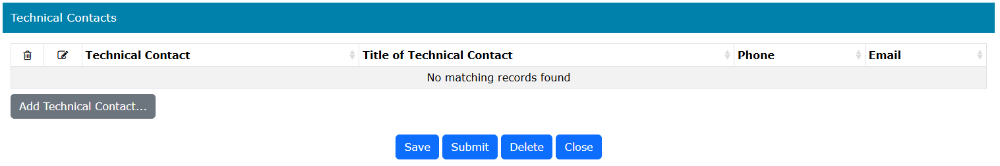 Technical Contacts
Technical Contact Title of Technical Contact Phone Email
No matching records found
Add Technical Contact...
Save Submit Delete Close